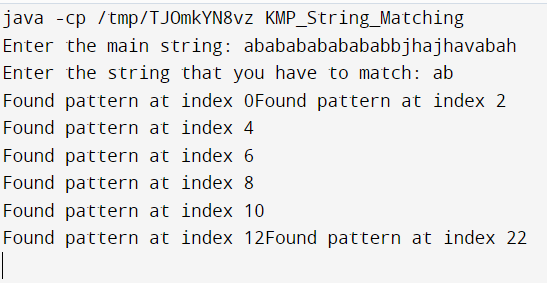 java -cp /tmp/TJOmkYN8vz KMP_String_Matching
Enter the main string: abababababababbjhajhavabah
Enter the string that you have to match: ab
Found pattern at index 0Found pattern at index 2
Found pattern at index 4
Found pattern at index 6
Found pattern at index 8
Found pattern at index 10
Found pattern at index 12Found pattern at index 22